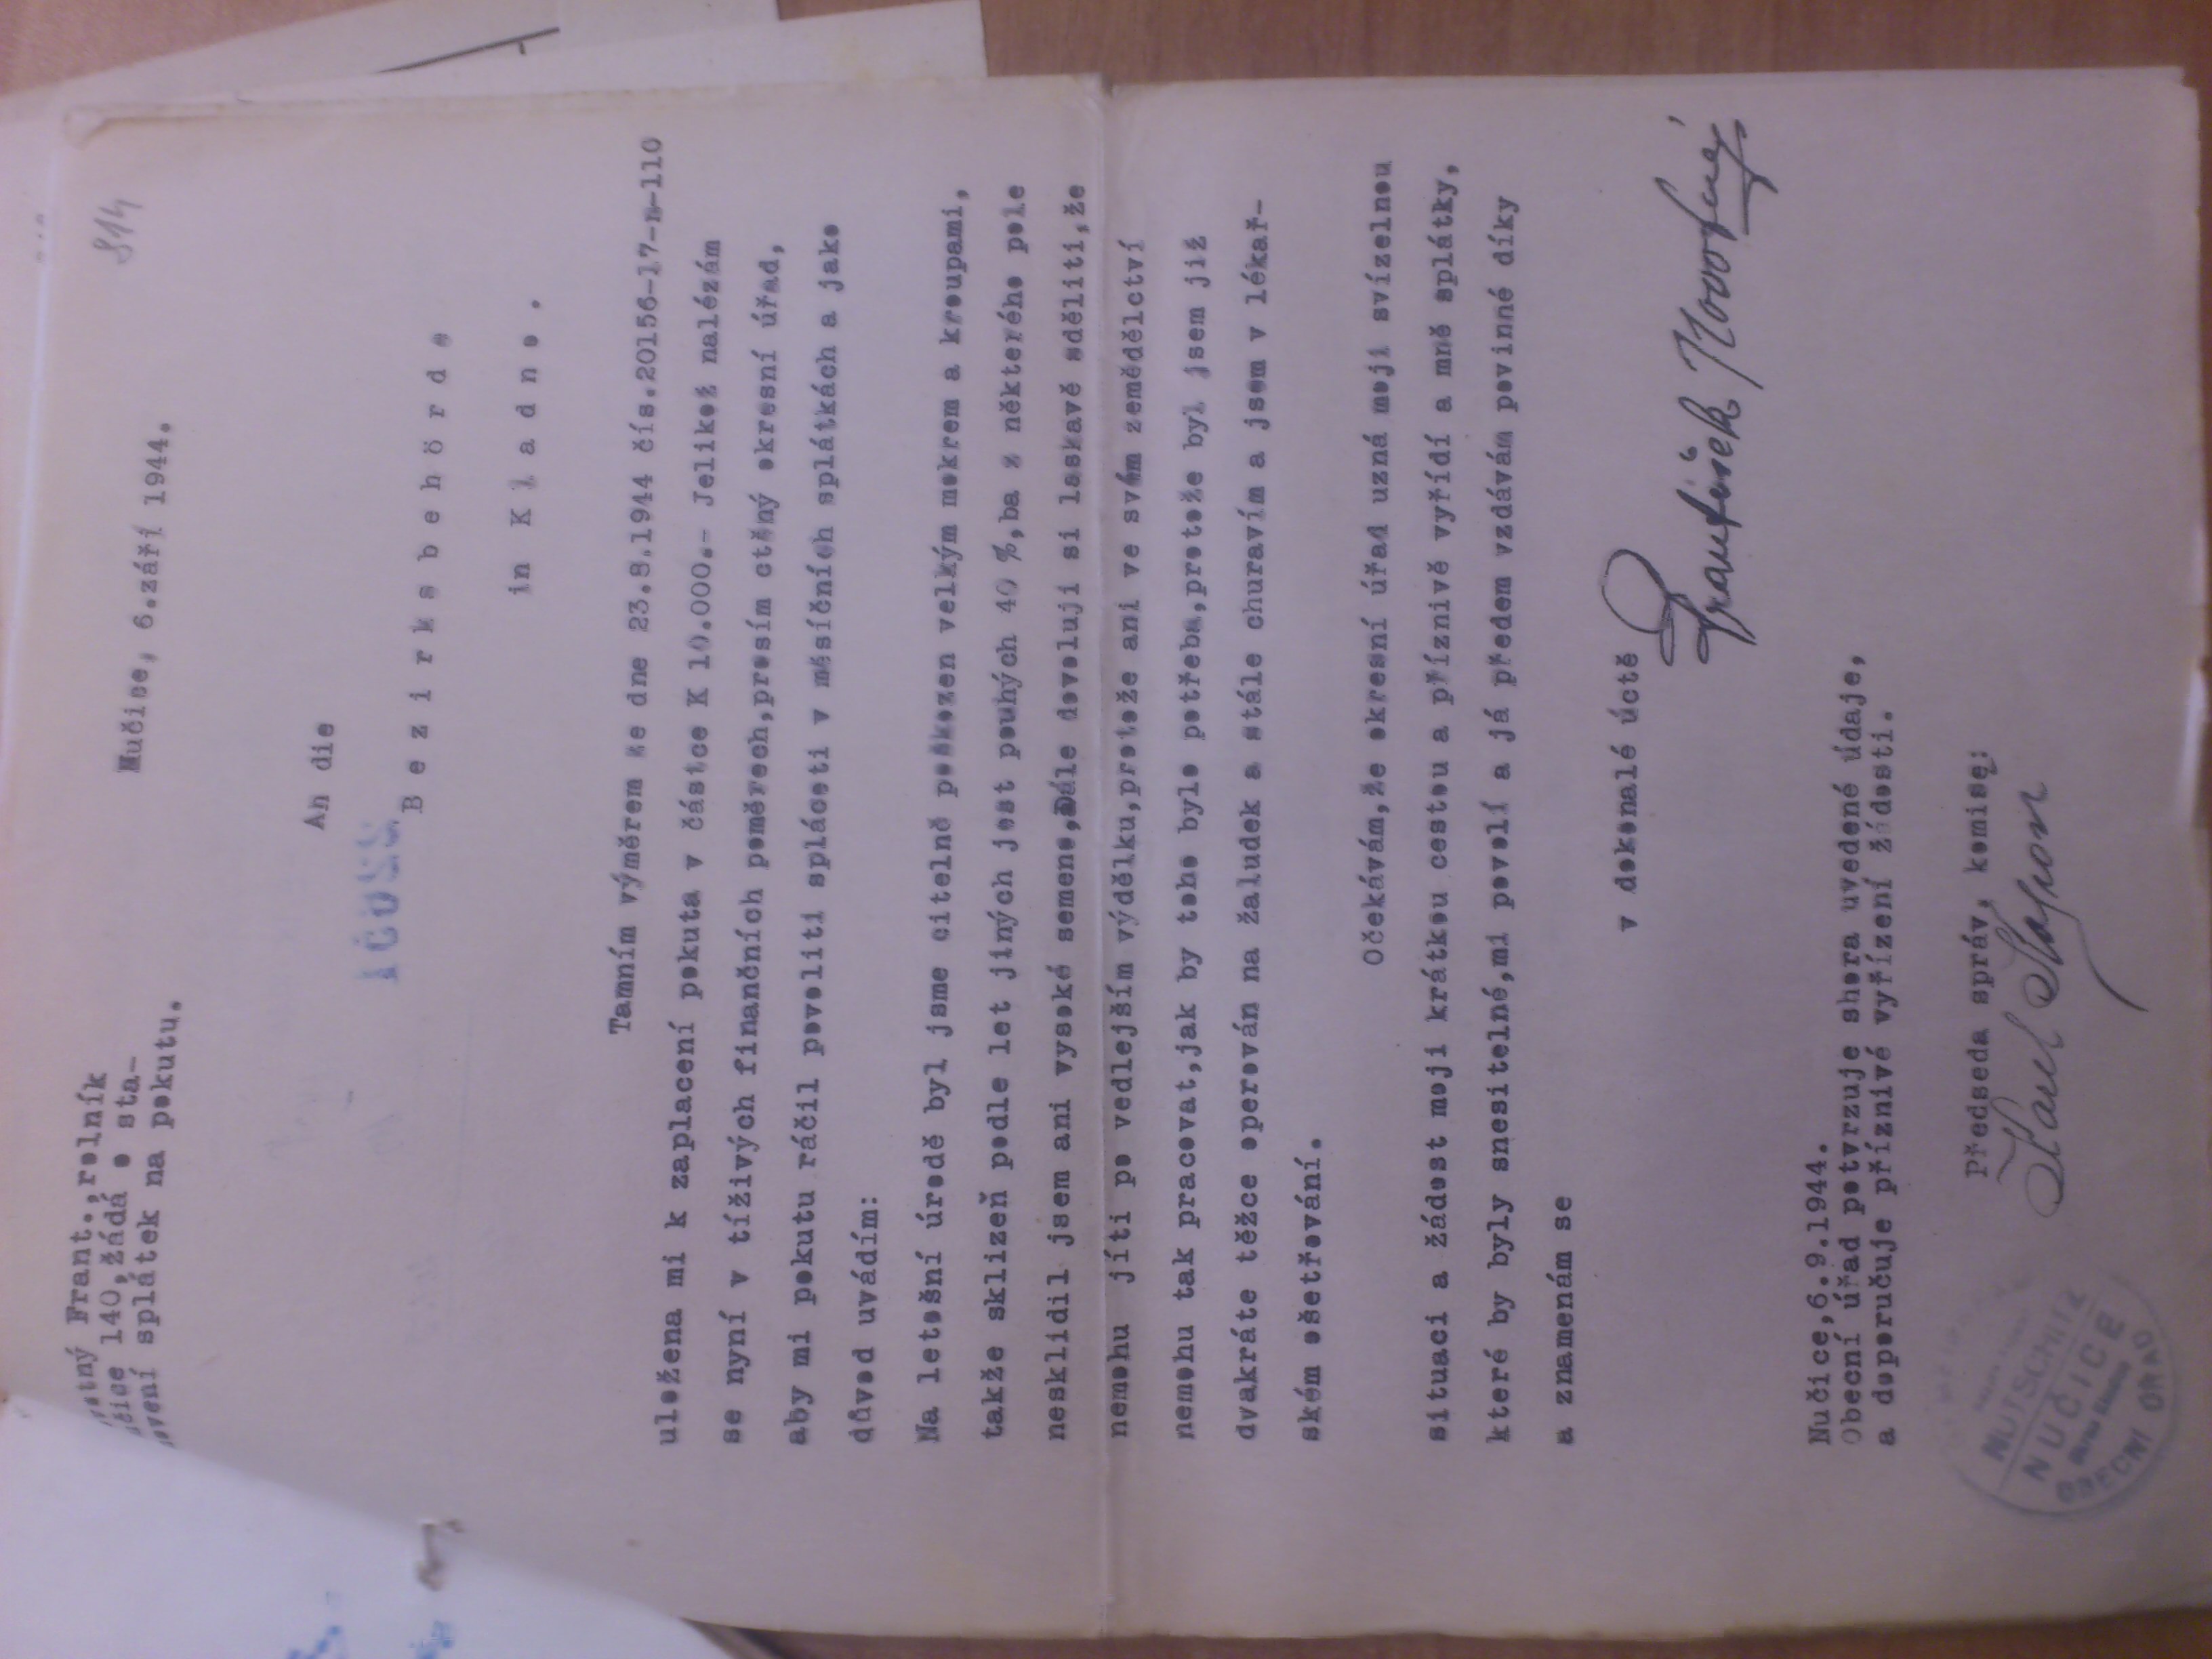 Frant.,rolník
140,žádá o sta-
splátek na pokutu.
Nučice, 6.září 1944.
814
An die
22031
Bezirksbehörde
in Kladno.
Tamním výměrem ze dne 23.8.1944 čís.20156-17-n-110
uložena mi k zaplacení pokuta v částce K 10.000.- Jelikož nalézám
se nyní v tíživých finančních poměrech,prosím ctěný okresní úřad,
aby mi pokutu ráčil povoliti spláceti v měsíčních splátkách a jako
důvod uvádím:
Na letošní úrodě byl jsme citelně poškozen velkým mokrem a kroupami,
takže sklizeň podle let jiných jest pouhých 40 %,ba z některého pole
nesklidil jsem ani vysoké semeno,Dále dovoluji si laskavě sděliti,že
nemohu jíti po vedlejším výdělku,protože ani ve svém zemědělctví
nemohu tak pracovat,jak by toho bylo potřeba,protože byl jsem již
dvakráte těžce operován na žaludek a stále churavím a jsem v lékař-
ském ošetřování.
Očekávám,že okresní úřad uzná moji svízelnou
situaci a žádost moji krátkou cestou a příznivě vyřídí a mně splátky,
které by byly snesitelné,mi povolí a já předem vzdávám povinné díky
a znamenám se
v dokonalé úctě
František Novotný
Nučice,6.9.1944.
Obecní úřad potvrzuje shora uvedené údaje,
a doporučuje příznivé vyřízení žádosti.
Předseda správ. komise:
Karel
NUTSCHITZ
NUČICE
OBECNÍ ÚŘAD